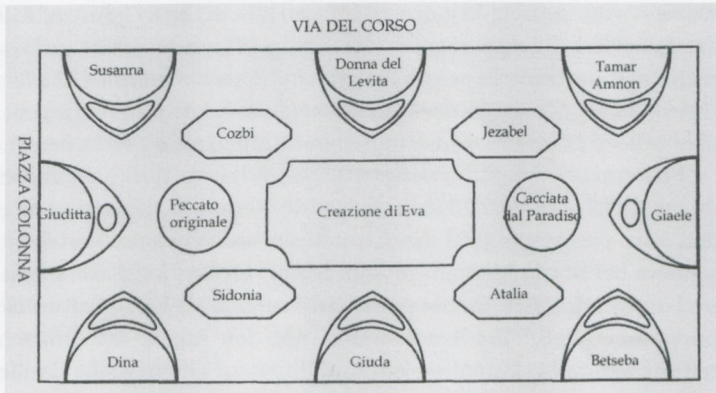 VIA DEL CORSO
Susanna
Donna del
Levita
Tamar
Amnon
Cozbi
Jezabel
PIAZZA COLONNA
Giuditta
Peccato
originale
Creazione di Eva
Cacciata
dal Paradiso
Giaele
Sidonia
Atalia
Dina
Giuda
Betseba